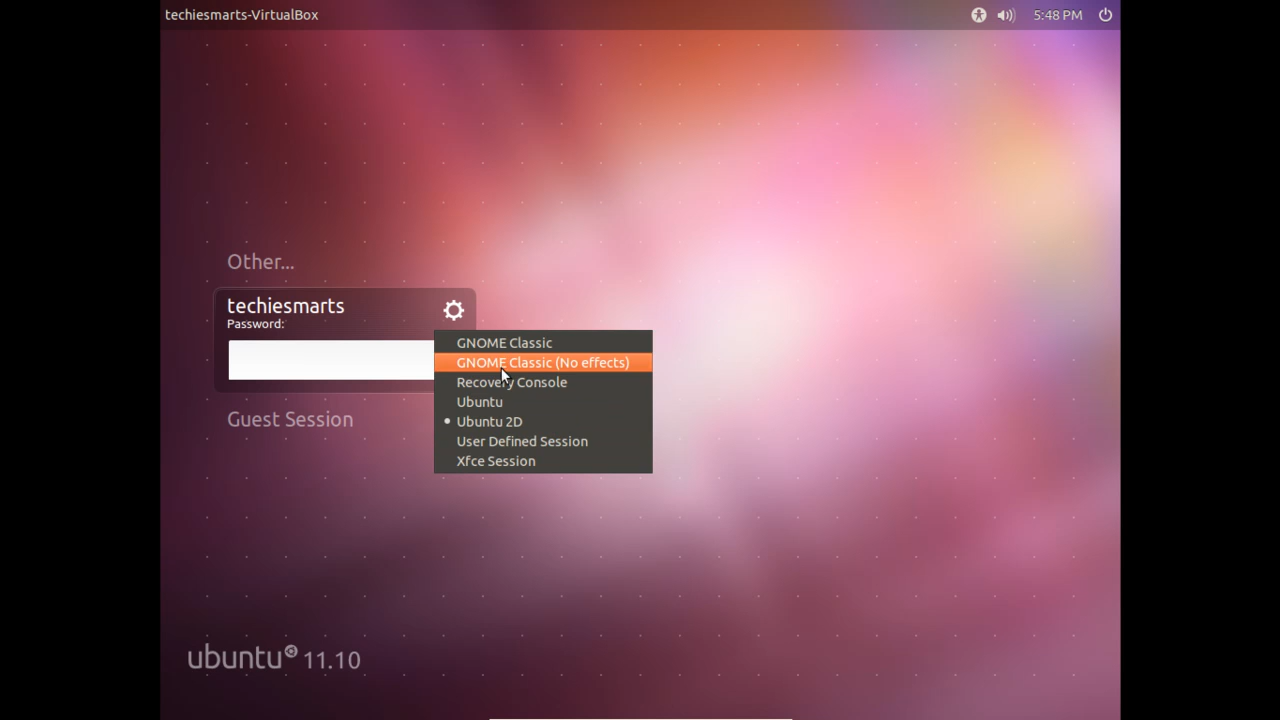 techiesmarts-VirtualBox
5:48 PM
Other...
techiesmarts
Password:
GNOME Classic
GNOME Classic (No effects)
Recovery Console
Ubuntu
Ubuntu 2D
User Defined Session
Xfce Session
Guest Session
ubuntu 11.10